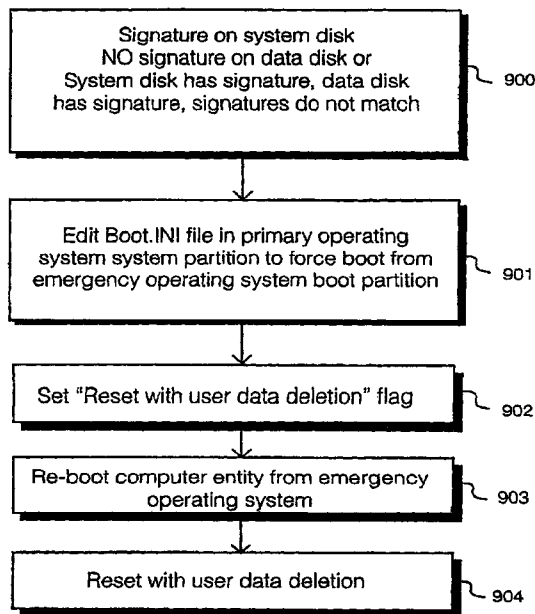 Signature on system disk
NO signature on data disk or
System disk has signature, data disk
has signature, signatures do not match
900
Edit Boot.INI file in primary operating
system system partition to force boot from
emergency operating system boot partition
901
Set “Reset with user data deletion” flag
902
Re-boot computer entity from emergency
operating system
903
Reset with user data deletion
904